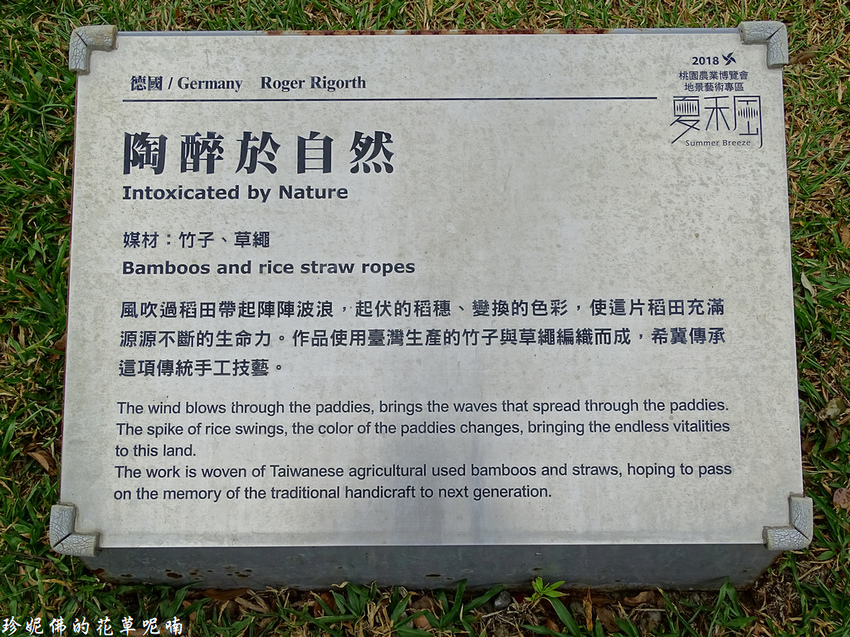 德國 / Germany Roger Rigorth
2018
桃園農業博覽會
地景藝術專區
夏禾風
Summer Breeze
陶醉於自然
Intoxicated by Nature
媒材：竹子、草繩
Bamboos and rice straw ropes
風吹過稻田帶起陣陣波浪，起伏的稻穗、變換的色彩，使這片稻田充滿
源源不斷的生命力。作品使用臺灣生產的竹子與草繩編織而成，希冀傳承
這項傳統手工技藝。
The wind blows through the paddies, brings the waves that spread through the paddies.
The spike of rice swings, the color of the paddies changes, bringing the endless vitalities
to this land.
The work is woven of Taiwanese agricultural used bamboos and straws, hoping to pass
on the memory of the traditional handicraft to next generation.
珍妮佛的花草呢喃